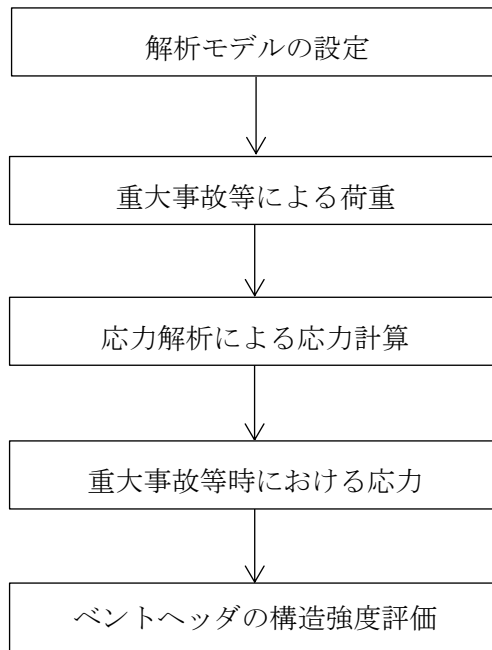 解析モデルの設定
重大事故等による荷重
応力解析による応力計算
重大事故等時における応力
ベントヘッダの構造強度評価